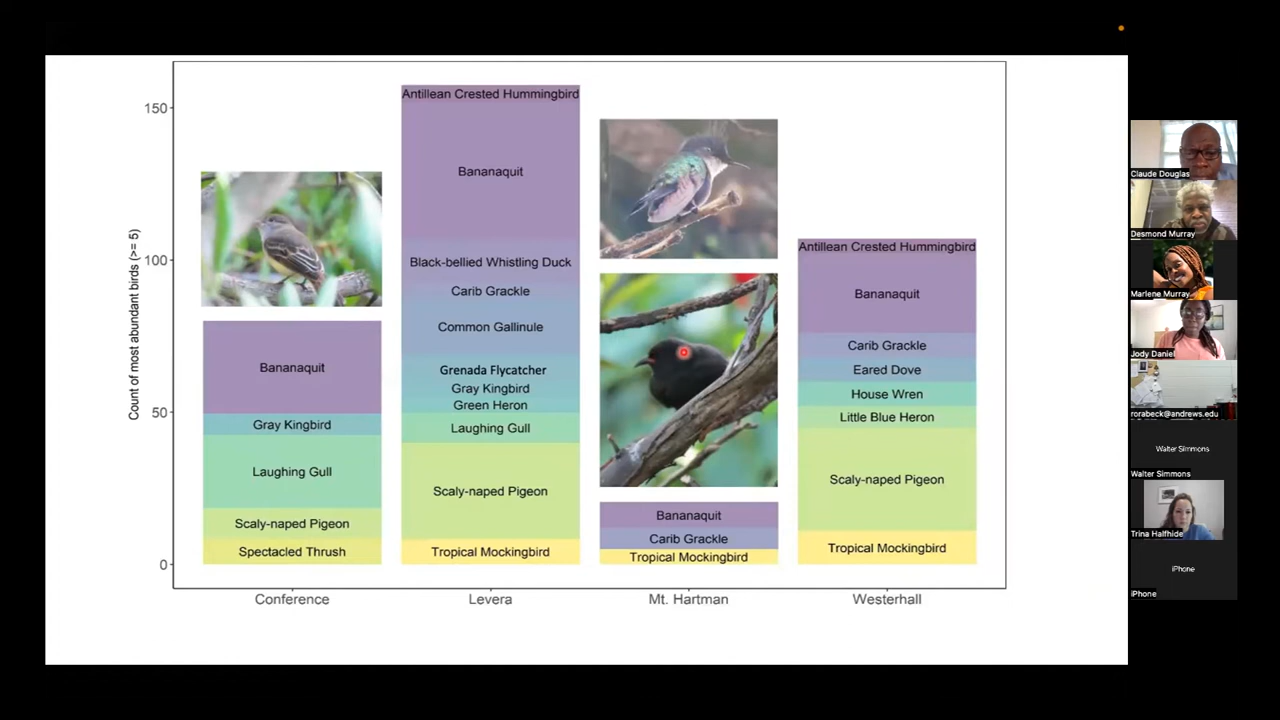 Count of most abundant birds (>= 5)
150
100
50
0
Bananaquit
Gray Kingbird
Laughing Gull
Scaly-naped Pigeon
Spectacled Thrush
Conference
Antillean Crested Hummingbird
Bananaquit
Black-bellied Whistling Duck
Carib Grackle
Common Gallinule
Grenada Flycatcher
Gray Kingbird
Green Heron
Laughing Gull
Scaly-naped Pigeon
Tropical Mockingbird
Levera
Bananaquit
Carib Grackle
Tropical Mockingbird
Mt. Hartman
Antillean Crested Hummingbird
Bananaquit
Carib Grackle
Eared Dove
House Wren
Little Blue Heron
Scaly-naped Pigeon
Tropical Mockingbird
Westerhall
Claude Douglas
Desmond Murray
Marlene Murray
Jody Daniel
rorabeck@andrews.edu
Walter Simmons
Walter Simmons
Trina Halfhide
iPhone
iPhone